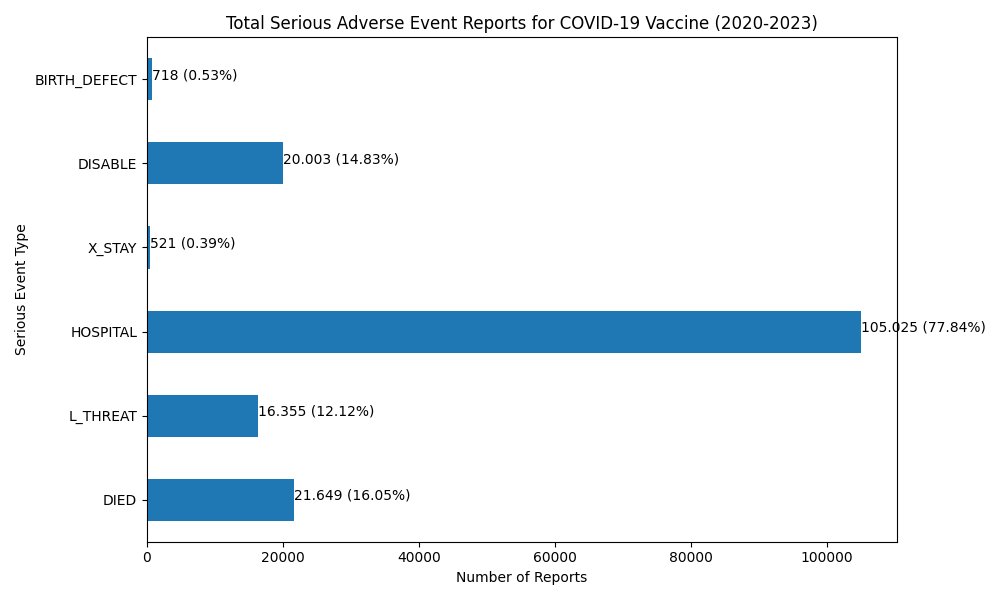 Total Serious Adverse Event Reports for COVID-19 Vaccine (2020-2023)
Serious Event Type
BIRTH_DEFECT
718 (0.53%)
DISABLE
20.003 (14.83%)
X_STAY
521 (0.39%)
HOSPITAL
105.025 (77.84%)
L_THREAT
16.355 (12.12%)
DIED
21.649 (16.05%)
0 20000 40000 60000 80000 100000
Number of Reports